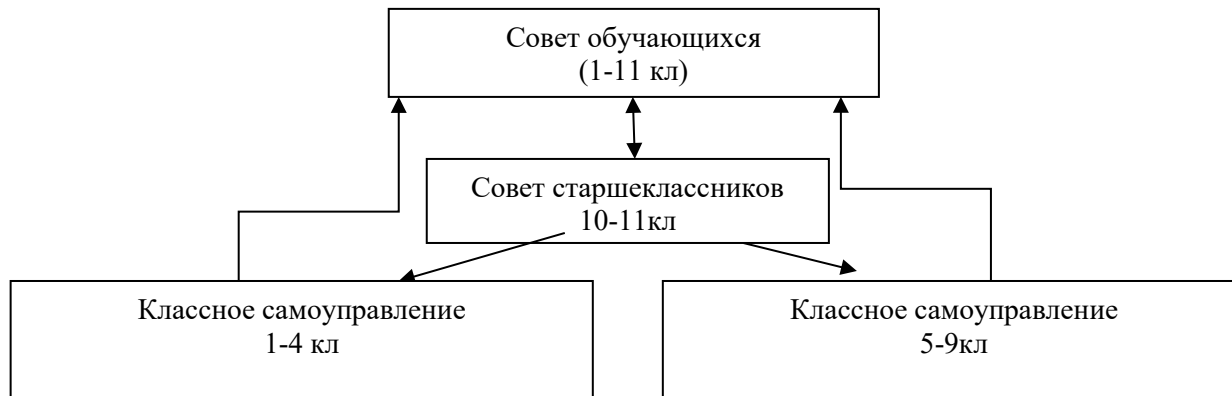 Совет обучающихся
(1-11 кл)
Совет старшеклассников
10-11кл
Классное самоуправление
1-4 кл
Классное самоуправление
5-9кл